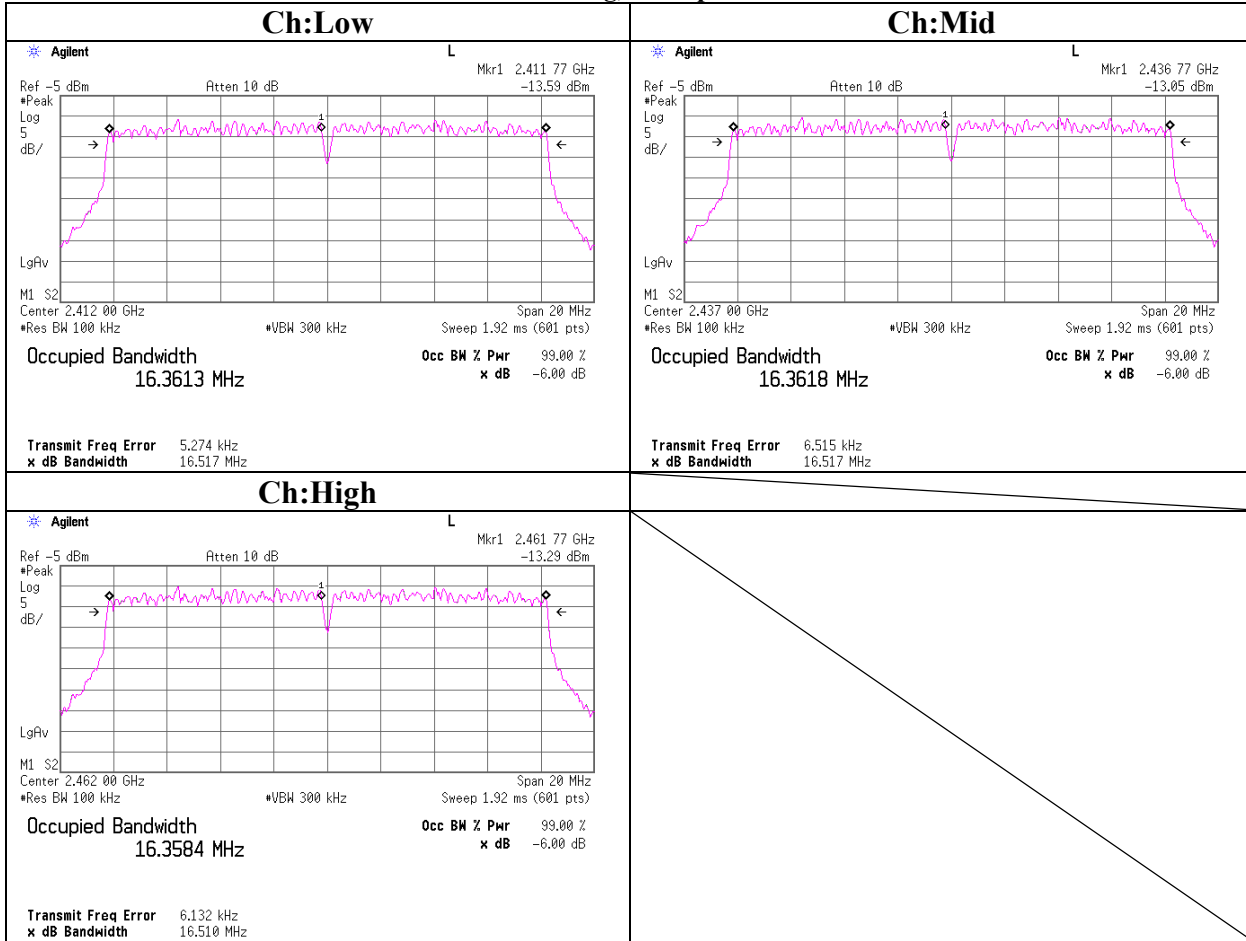 Ch:Low
Agilent L
Mkr1 2.411 77 GHz
Ref -5 dBm Atten 10 dB -13.59 dBm
#Peak
Log
5
dB/
1
LgAv
M1 S2
Center 2.412 00 GHz Span 20 MHz
#Res BW 100 kHz #VBW 300 kHz Sweep 1.92 ms (601 pts)
Occupied Bandwidth Occ BW % Pwr 99.00 %
16.3613 MHz x dB -6.00 dB
Transmit Freq Error 5.274 kHz
x dB Bandwidth 16.517 MHz
Ch:Mid
Agilent L
Mkr1 2.436 77 GHz
Ref -5 dBm Atten 10 dB -13.05 dBm
#Peak
Log
5
dB/
1
LgAv
M1 S2
Center 2.437 00 GHz Span 20 MHz
#Res BW 100 kHz #VBW 300 kHz Sweep 1.92 ms (601 pts)
Occupied Bandwidth Occ BW % Pwr 99.00 %
16.3618 MHz x dB -6.00 dB
Transmit Freq Error 6.515 kHz
x dB Bandwidth 16.517 MHz
Ch:High
Agilent L
Mkr1 2.461 77 GHz
Ref -5 dBm Atten 10 dB -13.29 dBm
#Peak
Log
5
dB/
1
LgAv
M1 S2
Center 2.462 00 GHz Span 20 MHz
#Res BW 100 kHz #VBW 300 kHz Sweep 1.92 ms (601 pts)
Occupied Bandwidth Occ BW % Pwr 99.00 %
16.3584 MHz x dB -6.00 dB
Transmit Freq Error 6.132 kHz
x dB Bandwidth 16.510 MHz